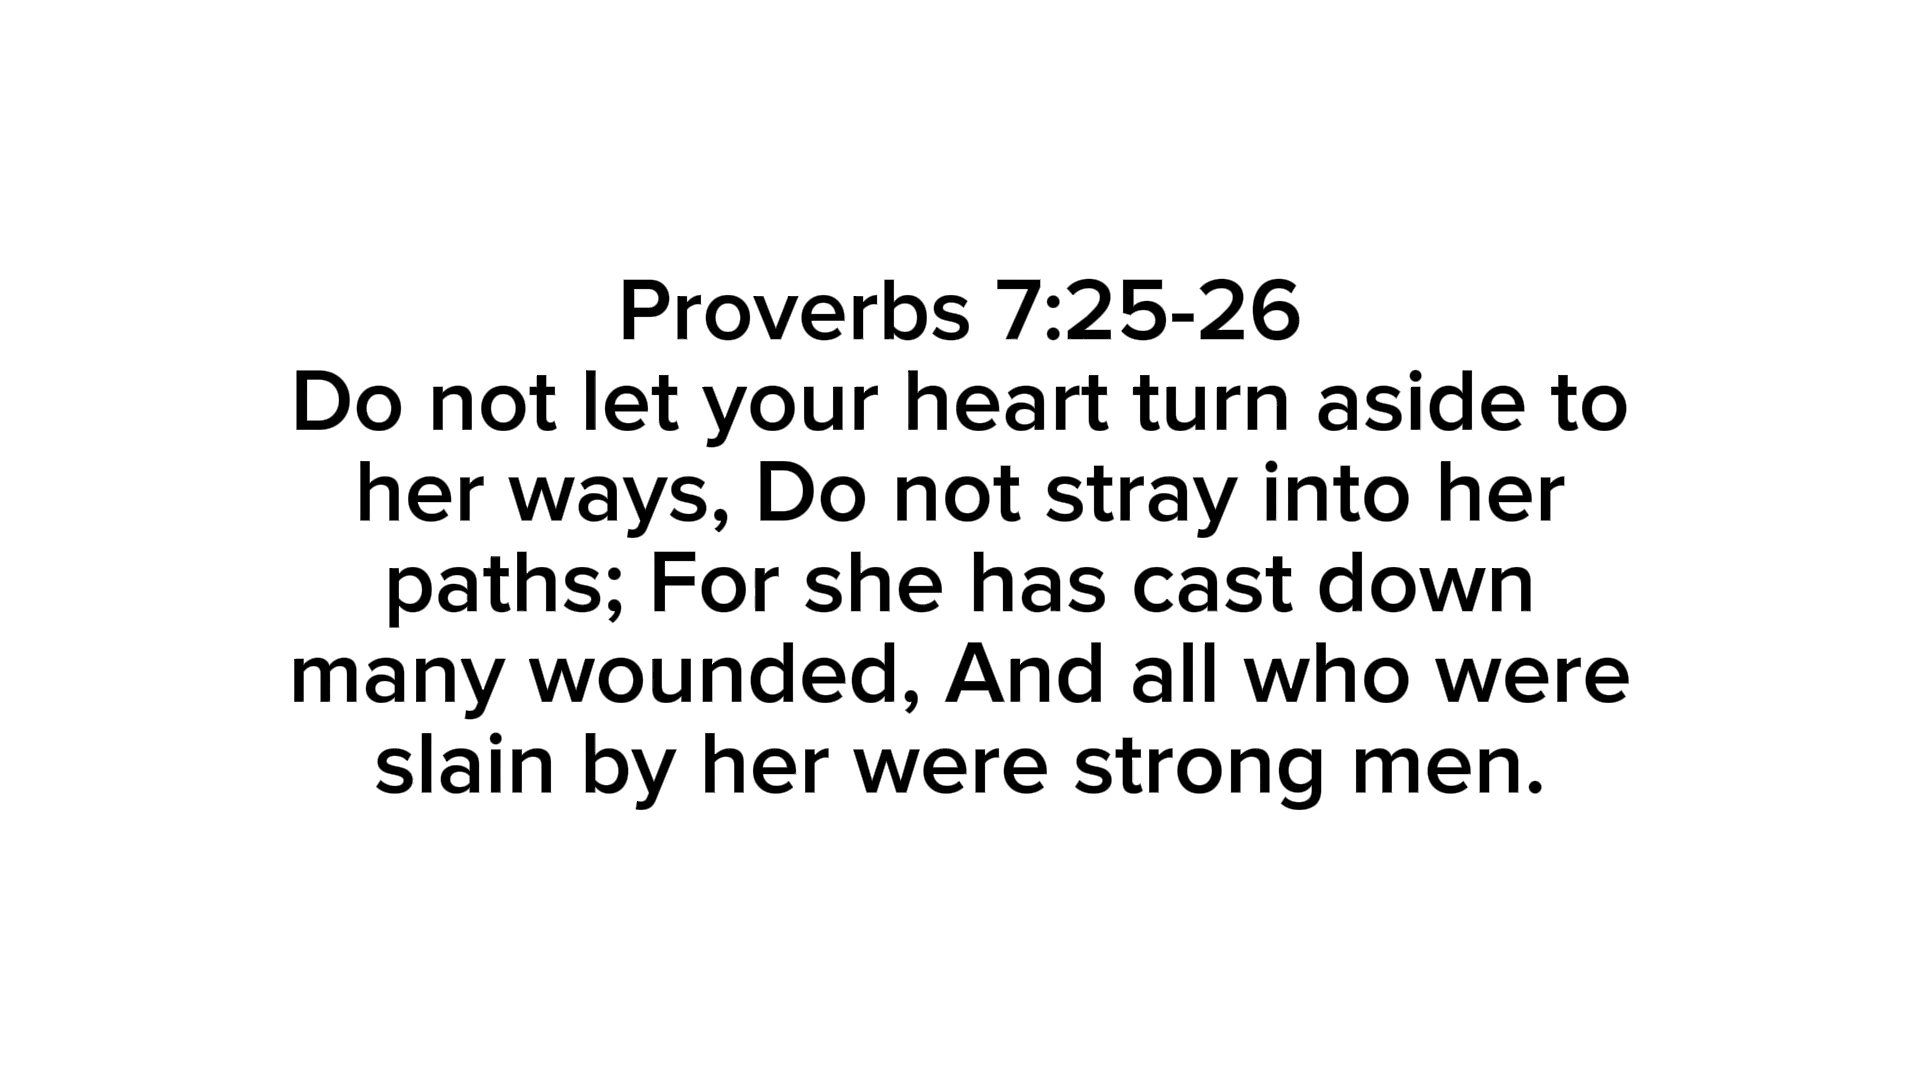 Proverbs 7:25-26
Do not let your heart turn aside to
her ways, Do not stray into her
paths; For she has cast down
many wounded, And all who were
slain by her were strong men.